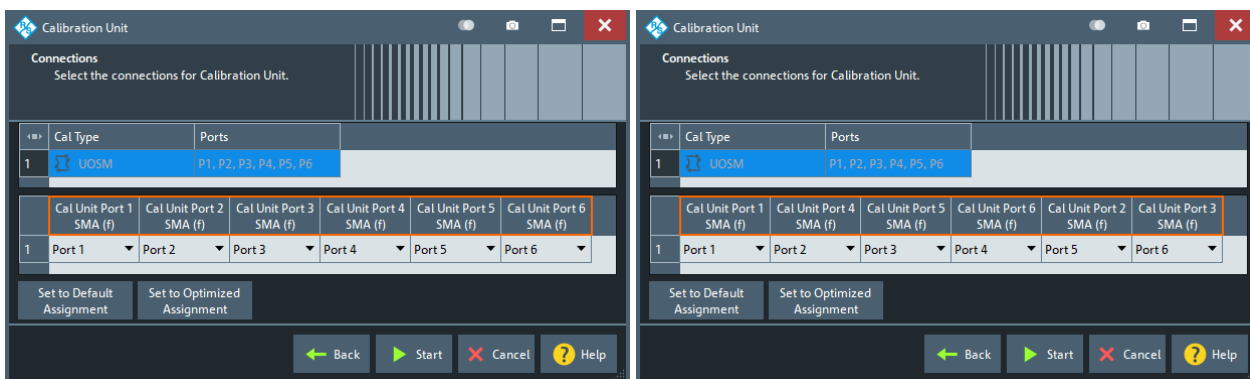 Calibration Unit
Connections
Select the connections for Calibration Unit.
Cal Type Ports
1 UOSM P1, P2, P3, P4, P5, P6
Cal Unit Port 1 Cal Unit Port 2 Cal Unit Port 3 Cal Unit Port 4 Cal Unit Port 5 Cal Unit Port 6
SMA (f) SMA (f) SMA (f) SMA (f) SMA (f) SMA (f)
1 Port 1 Port 2 Port 3 Port 4 Port 5 Port 6
Set to Default Set to Optimized
Assignment Assignment
Back Start Cancel ? Help
Calibration Unit
Connections
Select the connections for Calibration Unit.
Cal Type Ports
1 UOSM P1, P2, P3, P4, P5, P6
Cal Unit Port 1 Cal Unit Port 4 Cal Unit Port 5 Cal Unit Port 6 Cal Unit Port 2 Cal Unit Port 3
SMA (f) SMA (f) SMA (f) SMA (f) SMA (f) SMA (f)
1 Port 1 Port 2 Port 3 Port 4 Port 5 Port 6
Set to Default Set to Optimized
Assignment Assignment
Back Start Cancel ? Help